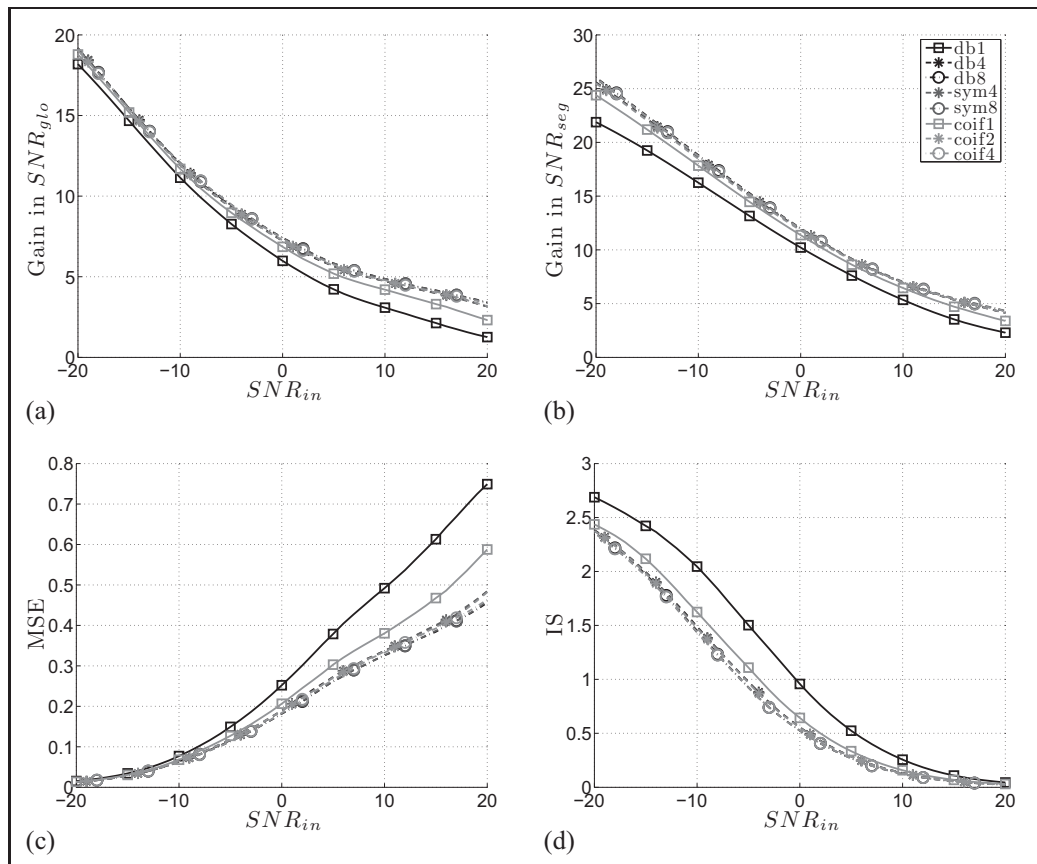 Gain in SNR_glo
20
15
10
5
0
−20
−10
0
10
20
SNR_in
(a)
Gain in SNR_seg
30
25
20
15
10
5
0
−20
−10
0
10
20
SNR_in
(b)
db1
db4
db8
sym4
sym8
coif1
coif2
coif4
MSE
0.8
0.7
0.6
0.5
0.4
0.3
0.2
0.1
0
−20
−10
0
10
20
SNR_in
(c)
IS
3
2.5
2
1.5
1
0.5
0
−20
−10
0
10
20
SNR_in
(d)